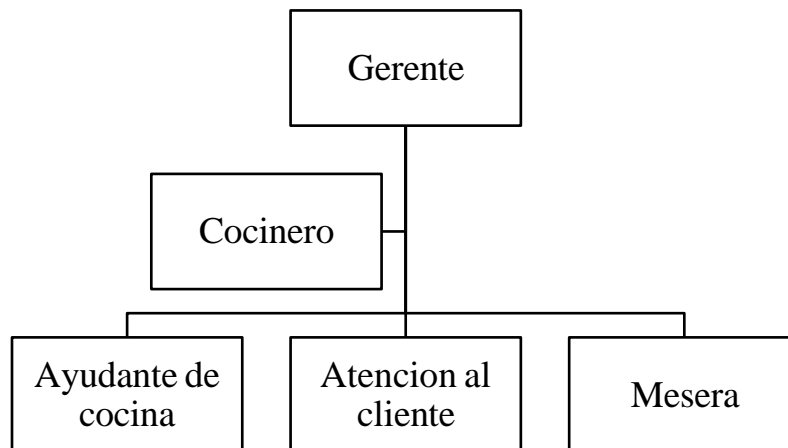 Gerente
Cocinero
Ayudante de
cocina
Atencion al
cliente
Mesera